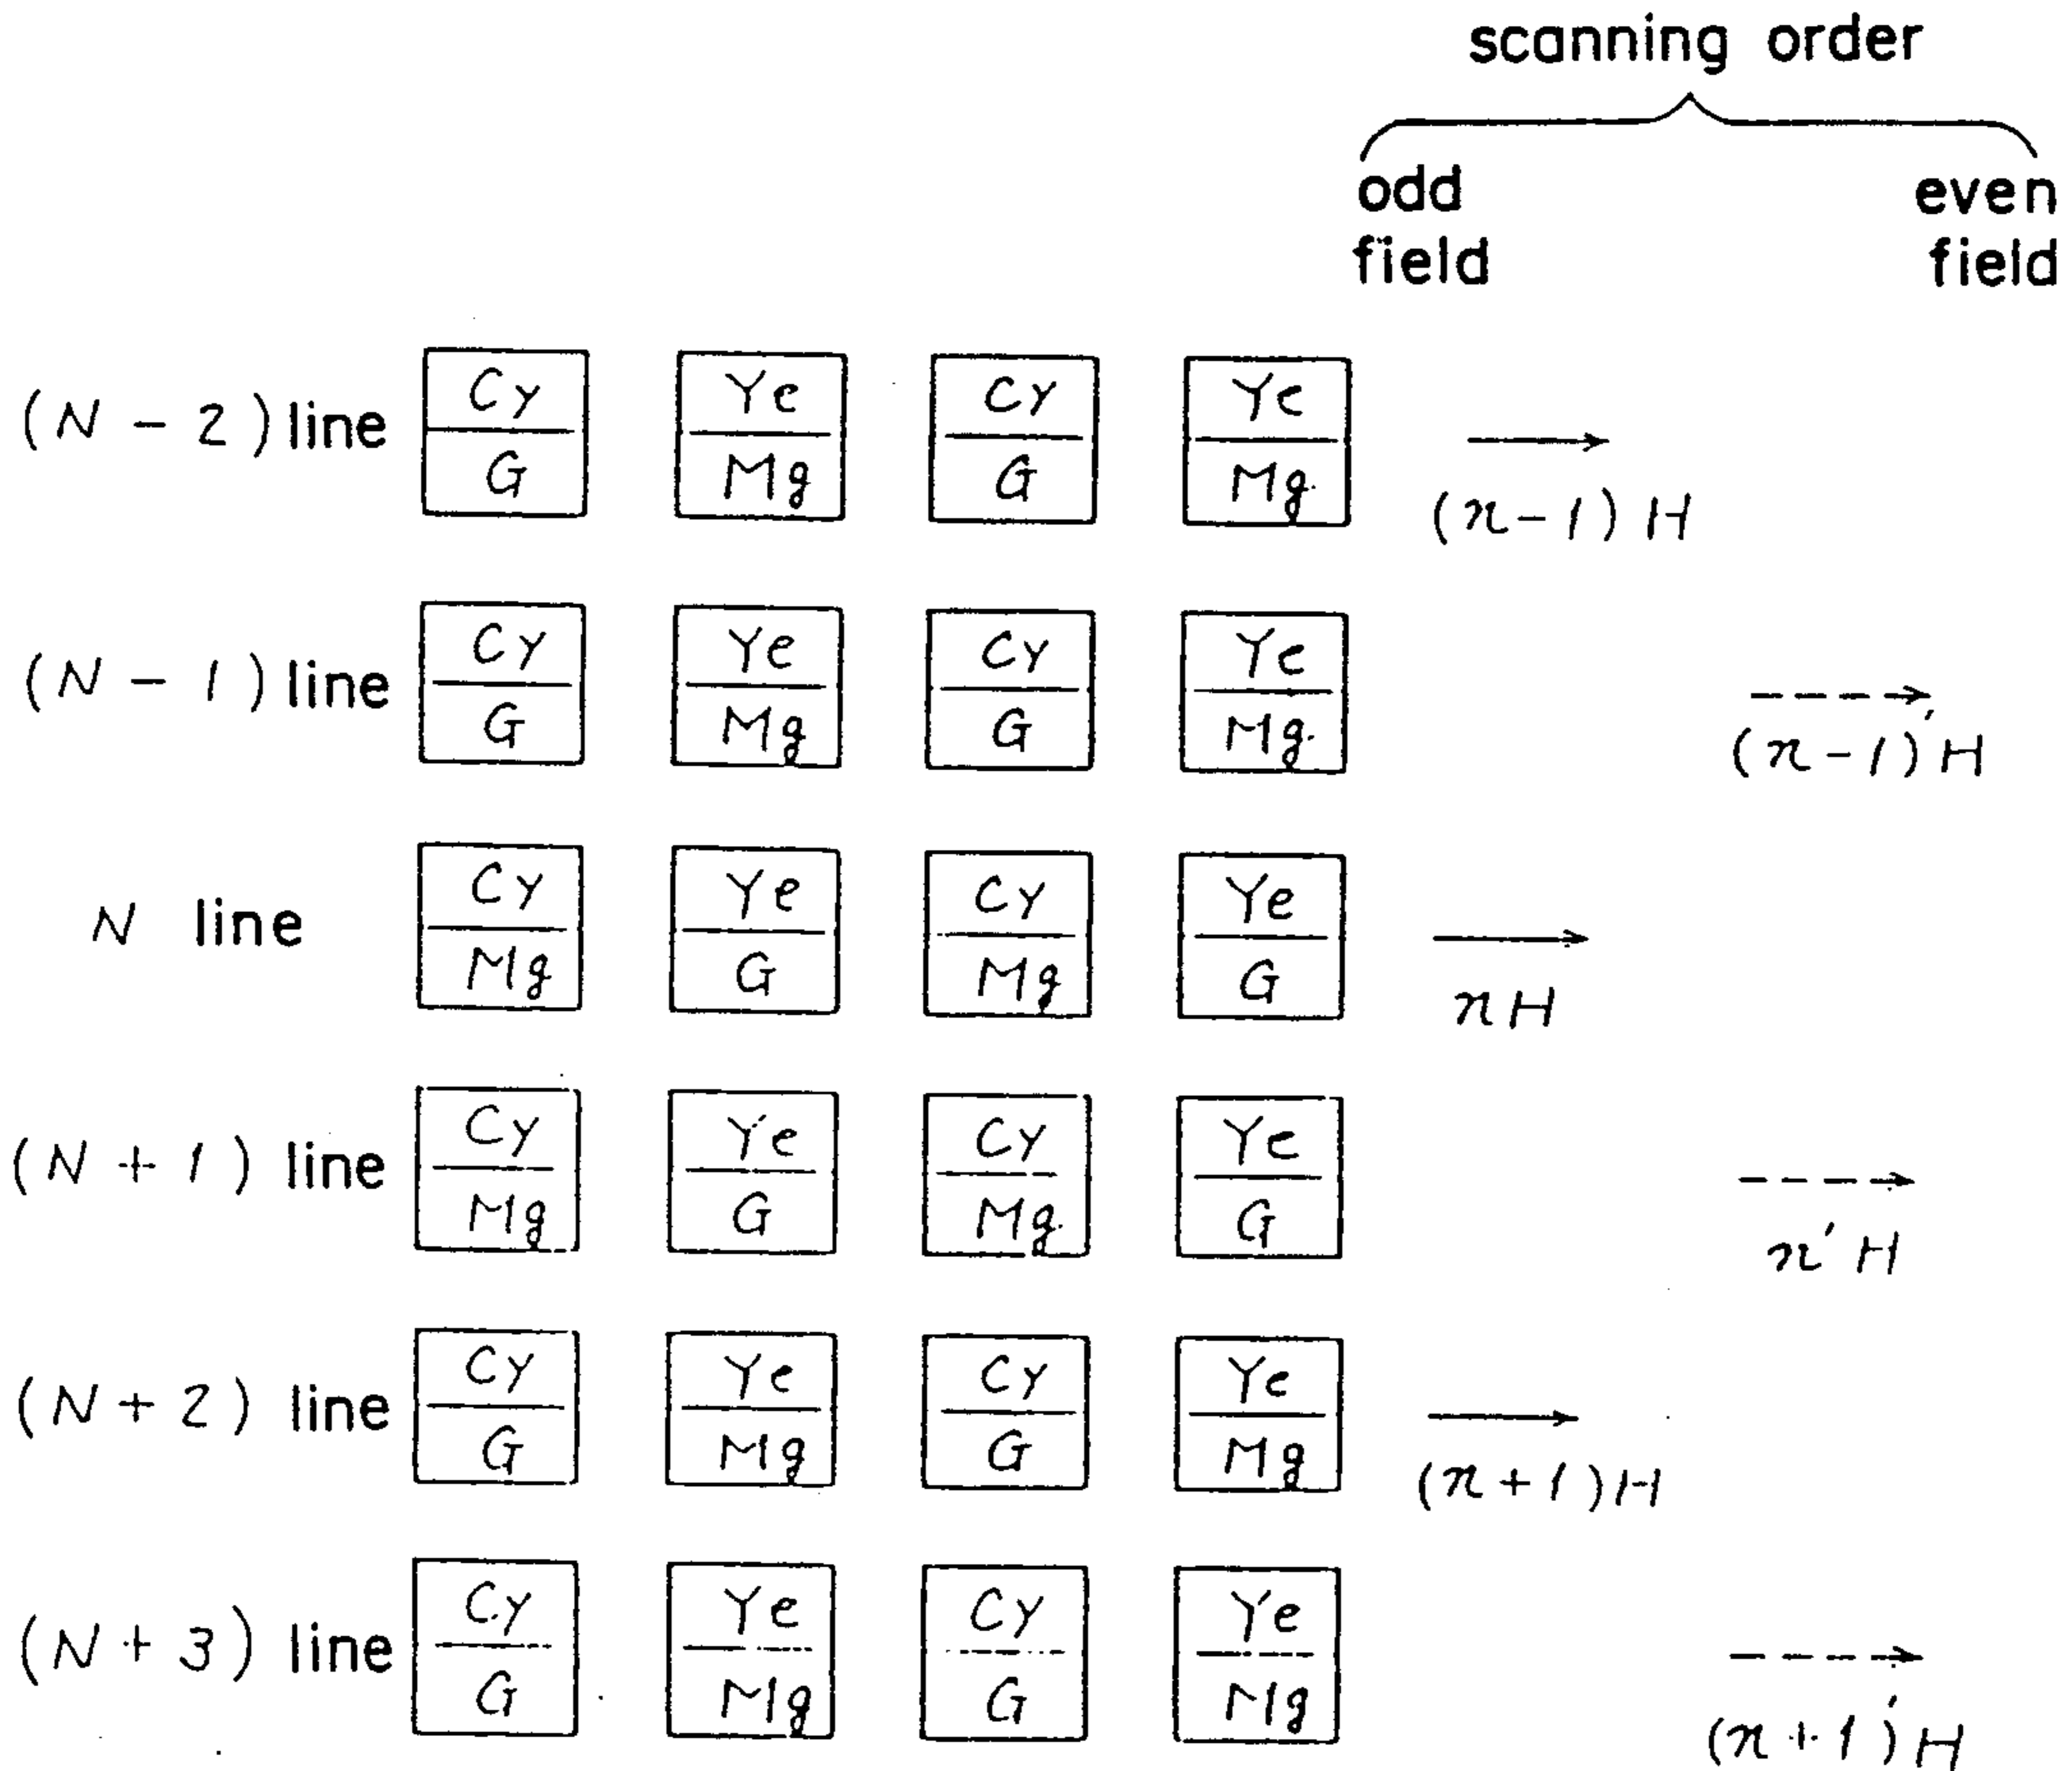 scanning order
odd field
even field
(N - 2) line
Cy Ye Cy Ye
G Mg G Mg
(n-1) H
(N - 1) line
Cy Ye Cy Ye
G Mg G Mg
(n-1)' H
N line
Cy Ye Cy Ye
Mg G Mg G
nH
(N + 1) line
Cy Ye Cy Ye
Mg G Mg G
n' H
(N + 2) line
Cy Ye Cy Ye
G Mg G Mg
(n+1)H
(N + 3) line
Cy Ye Cy Ye
G Mg G Mg
(n+1)' H